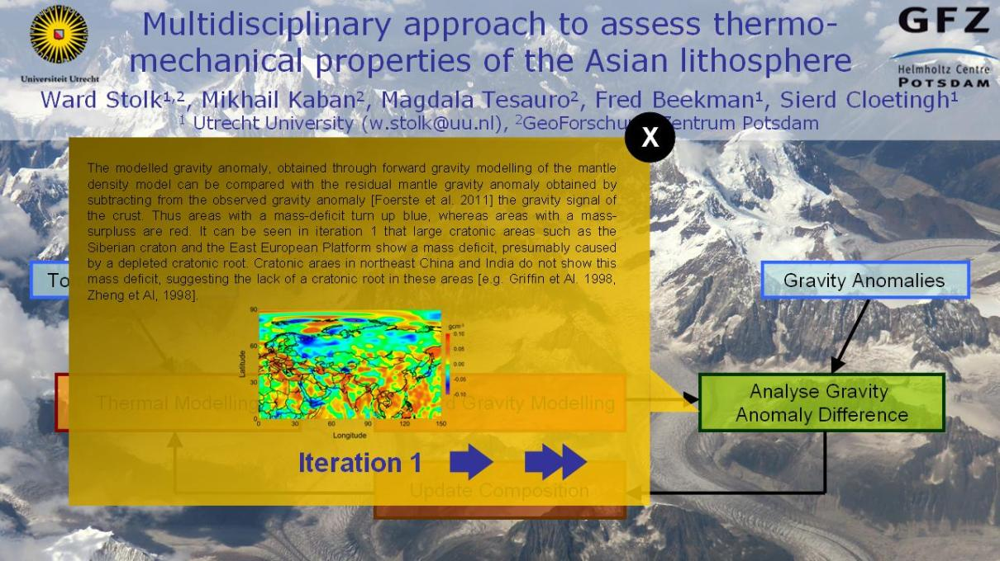 Multidisciplinary approach to assess thermo-
mechanical properties of the Asian lithosphere
Universiteit Utrecht
GFZ
Helmholtz Centre
POTSDAM
Ward Stolk1,2, Mikhail Kaban2, Magdala Tesauro2, Fred Beekman1, Sierd Cloetingh1
1 Utrecht University (w.stolk@uu.nl), 2GeoForschu Zentrum Potsdam
X
The modelled gravity anomaly, obtained through forward gravity modelling of the mantle
density model can be compared with the residual mantle gravity anomaly obtained by
subtracting from the observed gravity anomaly [Foerste et al. 2011] the gravity signal of
the crust. Thus areas with a mass-deficit turn up blue, whereas areas with a mass-
surpluss are red. It can be seen in iteration 1 that large cratonic areas such as the
Siberian craton and the East European Platform show a mass deficit, presumably caused
by a depleted cratonic root. Cratonic araes in northeast China and India do not show this
mass deficit, suggesting the lack of a cratonic root in these areas [e.g. Griffin et Al. 1998,
Zheng et Al, 1998].
To
Gravity Anomalies
90
60
30
0
Latitude
0 30 60 90 120 150
Longitude
gcm-3
0.10
0.05
0.00
-0.05
-0.10
Thermal Modelling
d Gravity Modelling
Analyse Gravity
Anomaly Difference
Iteration 1
Update Composition